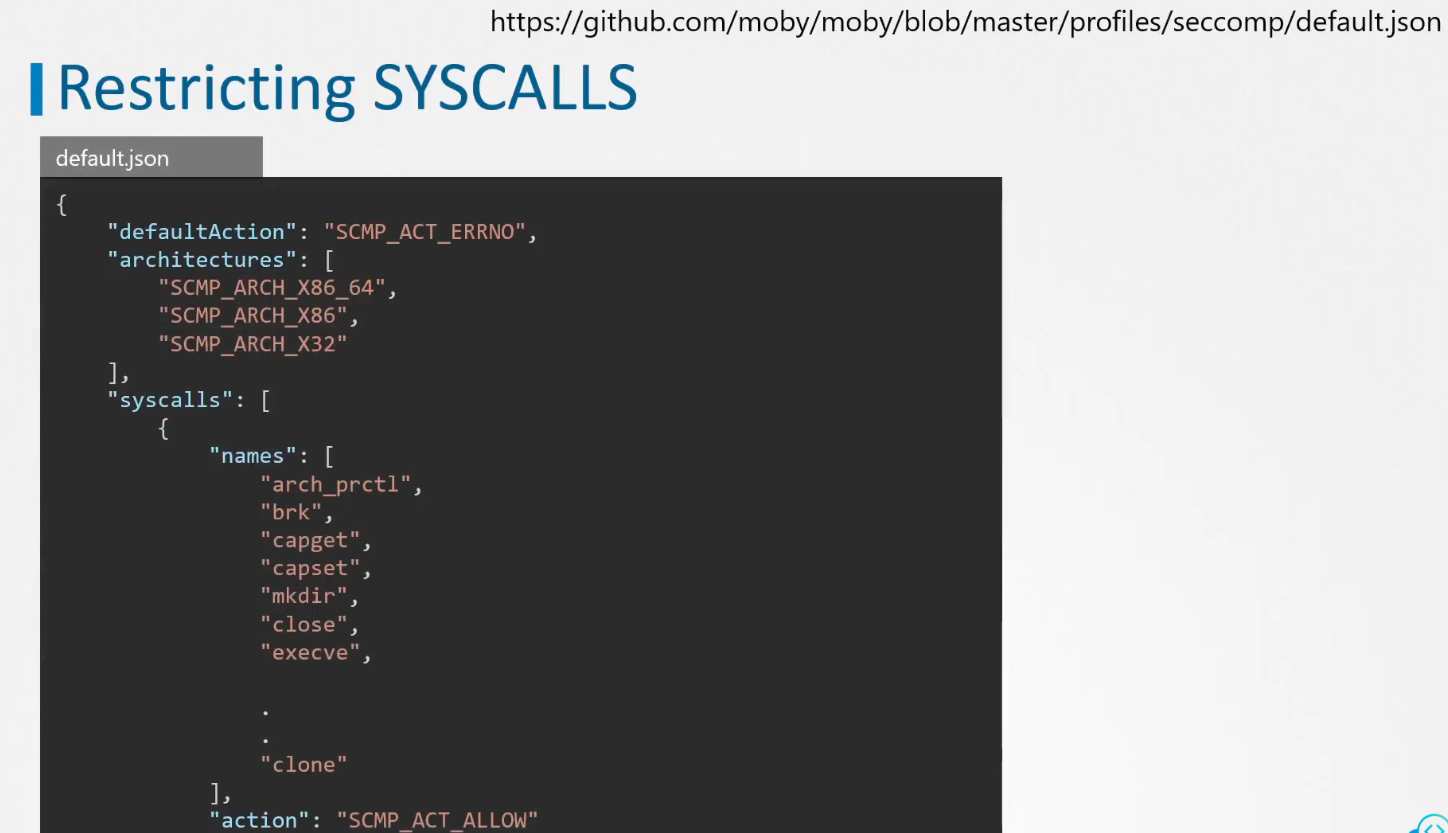 https://github.com/moby/moby/blob/master/profiles/seccomp/default.json
Restricting SYSCALLS
default.json
{
    "defaultAction": "SCMP_ACT_ERRNO",
    "architectures": [
        "SCMP_ARCH_X86_64",
        "SCMP_ARCH_X86",
        "SCMP_ARCH_X32"
    ],
    "syscalls": [
        {
            "names": [
                "arch_prctl",
                "brk",
                "capget",
                "capset",
                "mkdir",
                "close",
                "execve",
                .
                .
                "clone"
            ],
            "action": "SCMP_ACT_ALLOW"